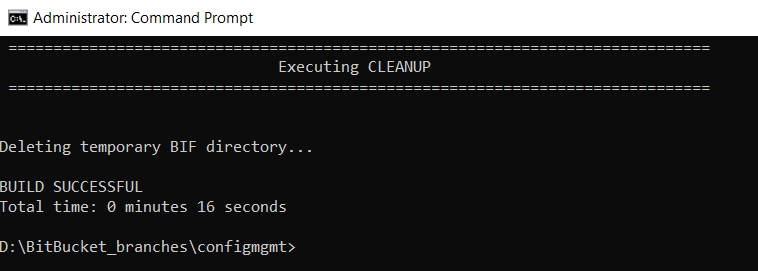 Administrator: Command Prompt
==============================================================================
Executing CLEANUP
==============================================================================
Deleting temporary BIF directory...
BUILD SUCCESSFUL
Total time: 0 minutes 16 seconds
D:\BitBucket_branches\configmgmt>